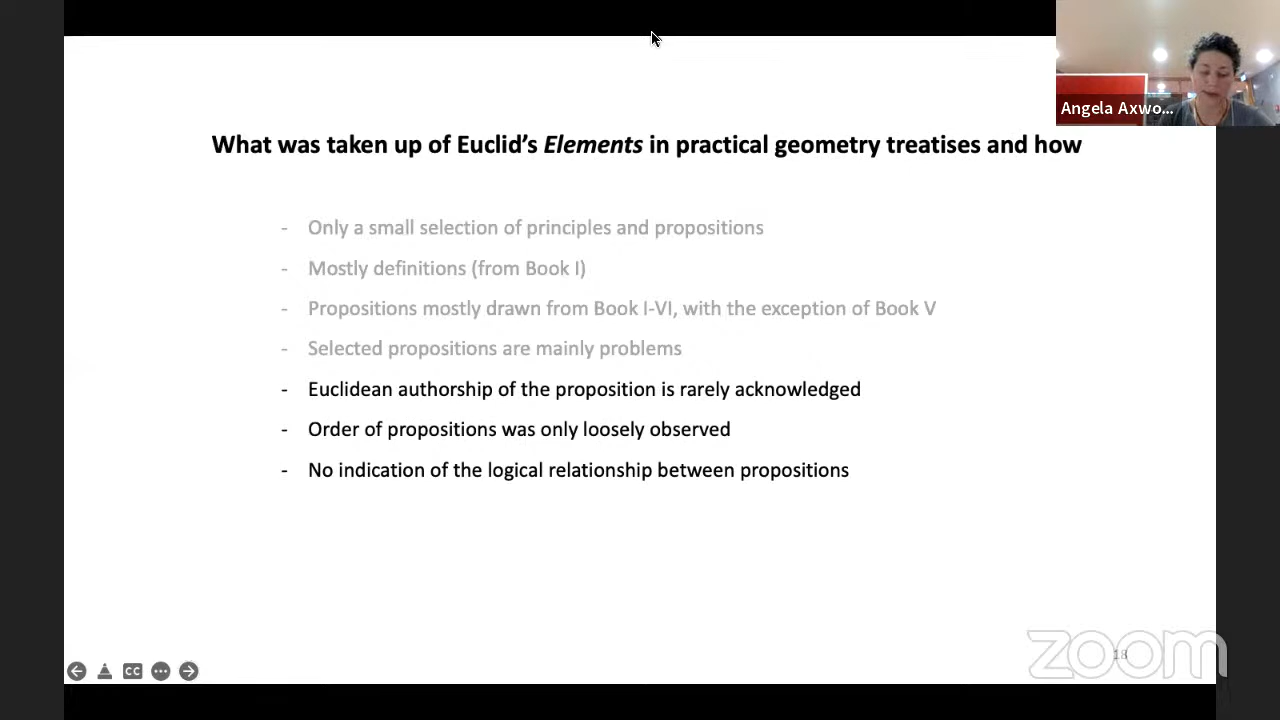 Angela Axwo...
What was taken up of Euclid's Elements in practical geometry treatises and how
- Only a small selection of principles and propositions
- Mostly definitions (from Book I)
- Propositions mostly drawn from Book I-VI, with the exception of Book V
- Selected propositions are mainly problems
- Euclidean authorship of the proposition is rarely acknowledged
- Order of propositions was only loosely observed
- No indication of the logical relationship between propositions
18
zoom
CC